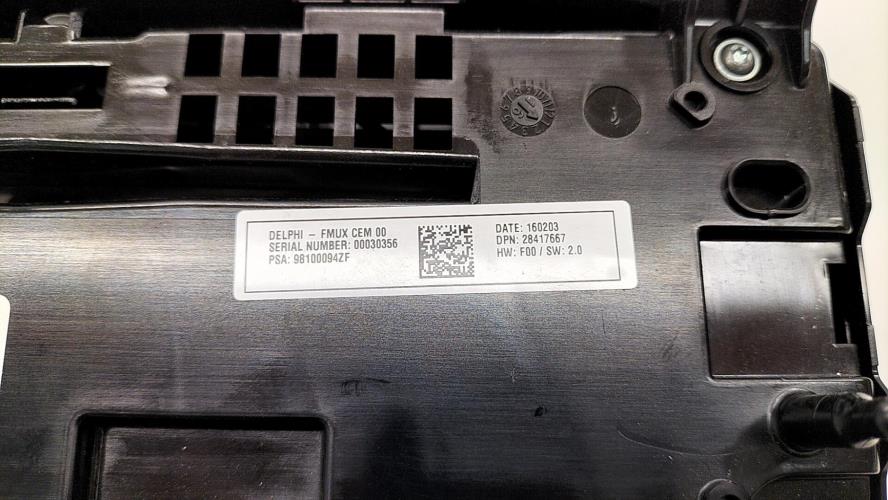 DELPHI - FMUX CEM 00
SERIAL NUMBER: 00030356
PSA: 98100094ZF
DATE: 160203
DPN: 28417667
HW: F00 / SW: 2.0